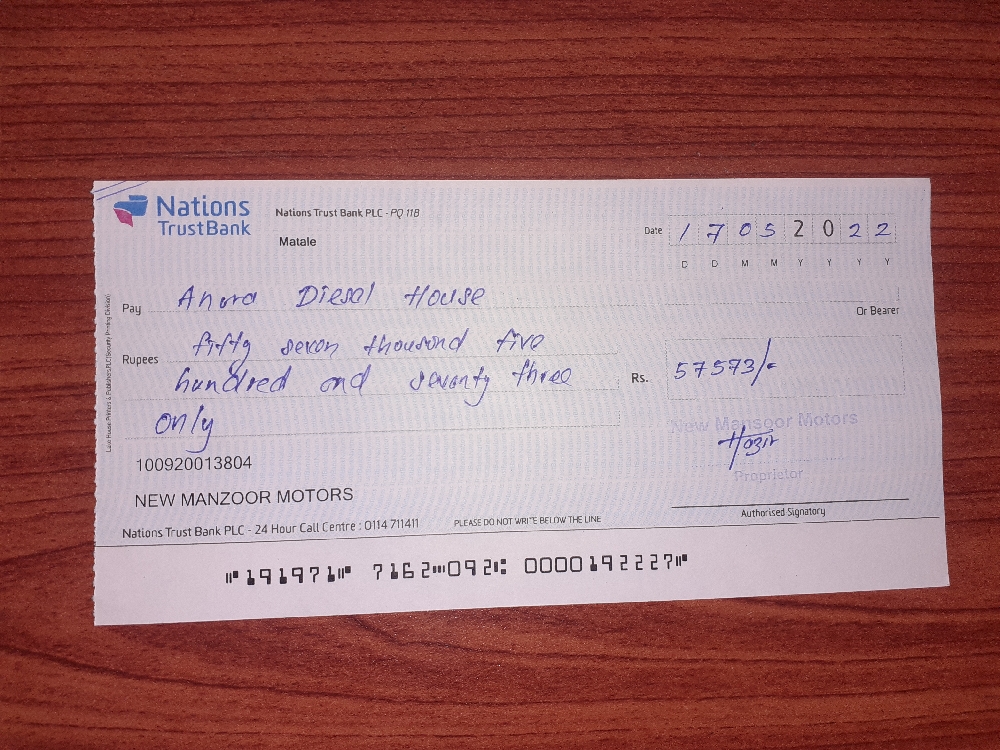 Nations
TrustBank
Nations Trust Bank PLC - PQ 11B
Matale
Date 1 7 0 5 2 0 2 2
D D M M Y Y Y Y
Pay Anura Diesel House
Or Bearer
Rupees fifty seven thousand five
hundred and seventy three
only
Rs. 57573/-
New Mansoor Motors
Proprietor
Authorised Signatory
100920013804
NEW MANZOOR MOTORS
Nations Trust Bank PLC - 24 Hour Call Centre : 0114 711411
PLEASE DO NOT WRITE BELOW THE LINE
⑈191971⑈ 7162⑉092⑆ 0000192227⑈